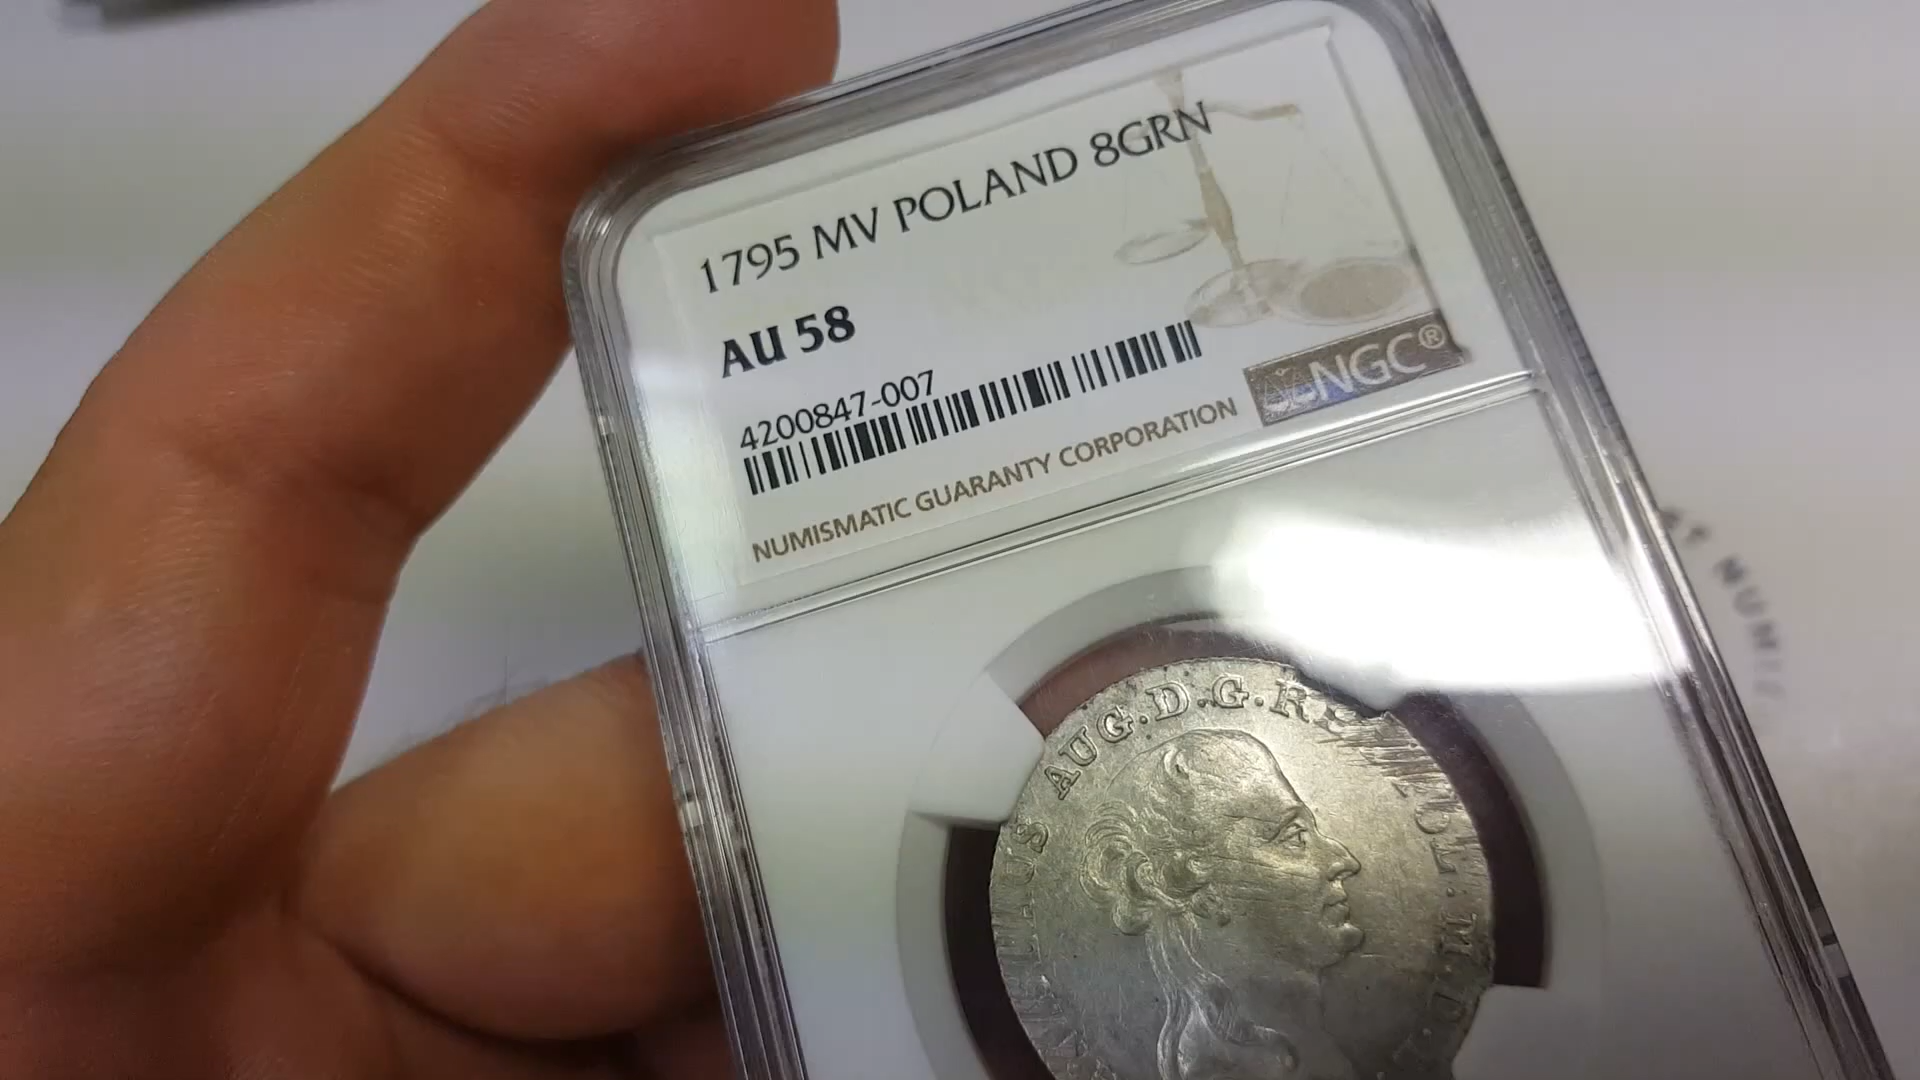 1795 MV POLAND 8GRN
AU 58
4200847-007
NGC®
NUMISMATIC GUARANTY CORPORATION
AUG.D.G.R